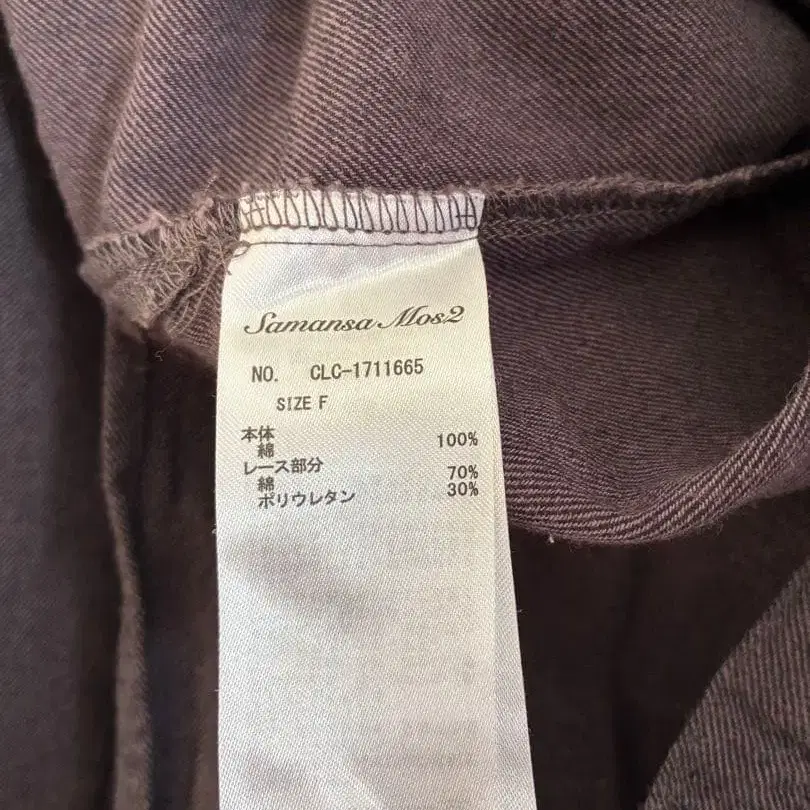 Samansa Mos2
NO. CLC-1711665
SIZE F
本体
綿 100%
レース部分
綿 70%
ポリウレタン 30%